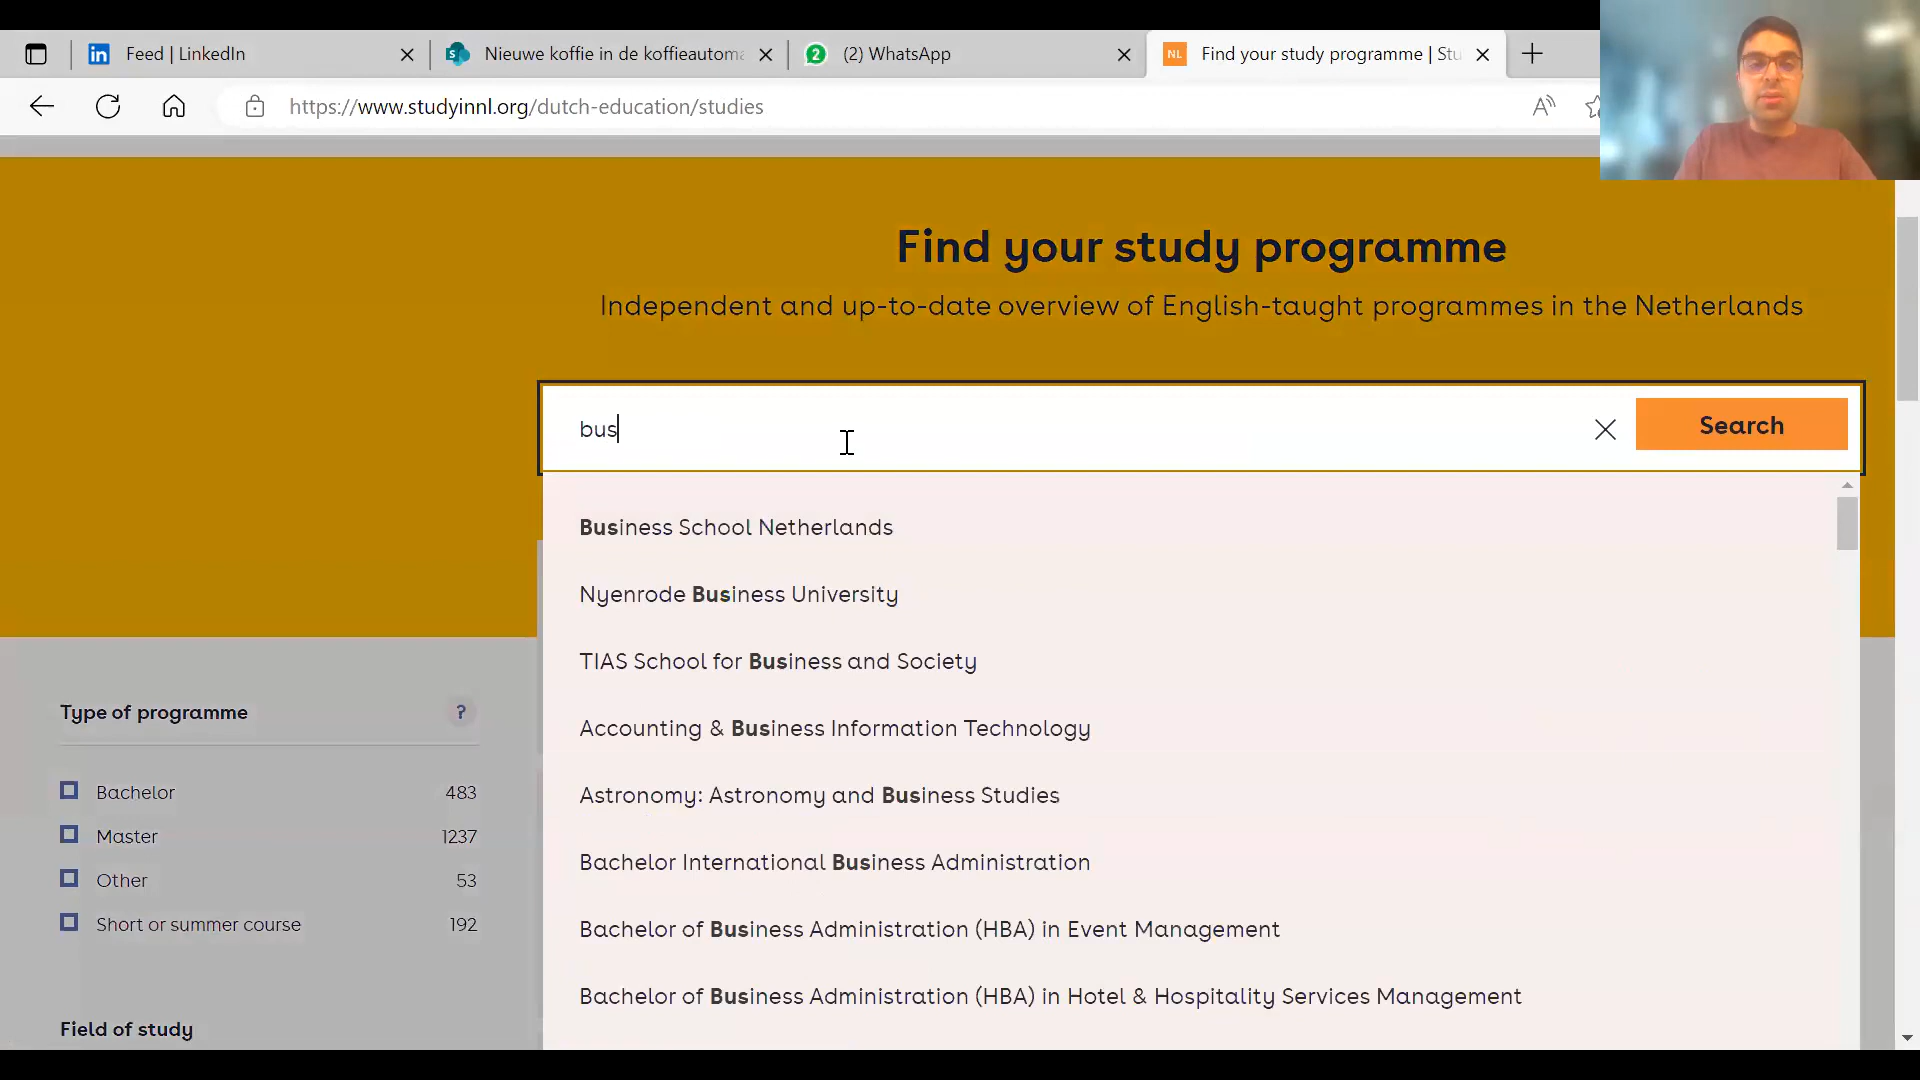 Feed | LinkedIn
Nieuwe koffie in de koffieautoma
2
(2) WhatsApp
NL
Find your study programme | Stu
https://www.studyinnl.org/dutch-education/studies
Find your study programme
Independent and up-to-date overview of English-taught programmes in the Netherlands
bus
Search
Business School Netherlands
Nyenrode Business University
TIAS School for Business and Society
Accounting & Business Information Technology
Astronomy: Astronomy and Business Studies
Bachelor International Business Administration
Bachelor of Business Administration (HBA) in Event Management
Bachelor of Business Administration (HBA) in Hotel & Hospitality Services Management
Type of programme
?
Bachelor 483
Master 1237
Other 53
Short or summer course 192
Field of study